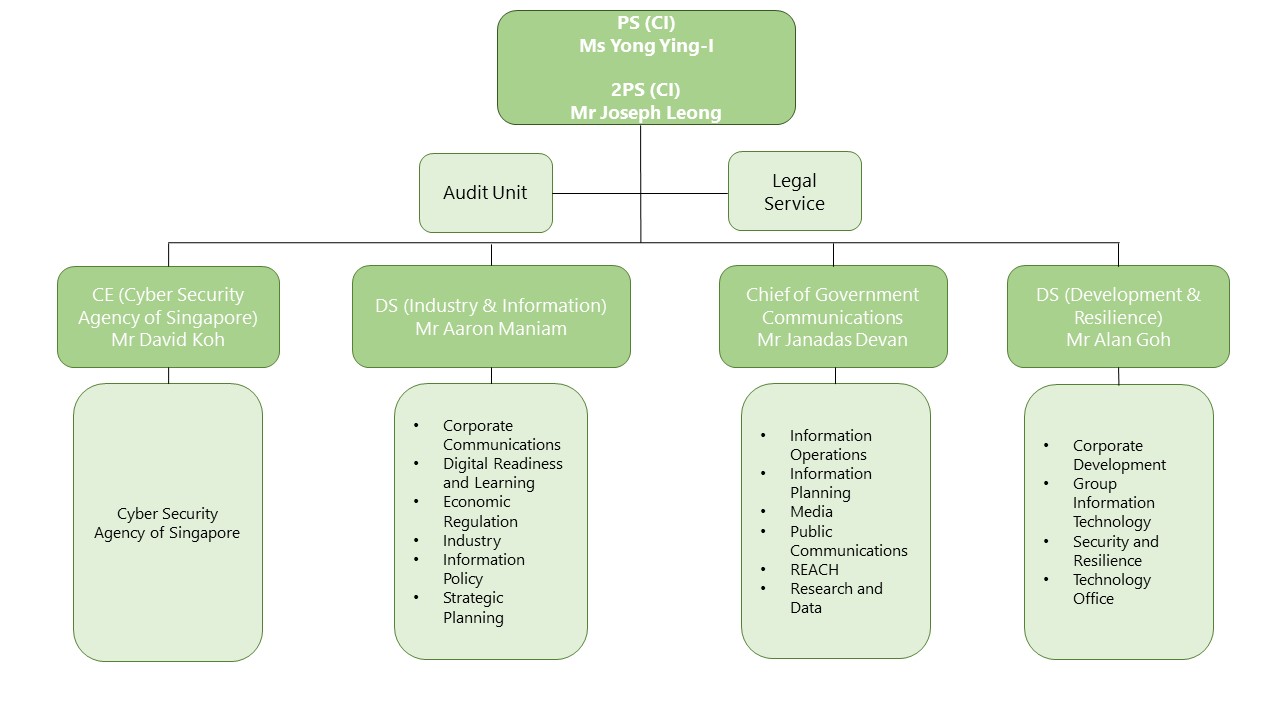 PS (CI)
Ms Yong Ying-I
2PS (CI)
Mr Joseph Leong
Audit Unit
Legal
Service
CE (Cyber Security
Agency of Singapore)
Mr David Koh
DS (Industry & Information)
Mr Aaron Maniam
Chief of Government
Communications
Mr Janadas Devan
DS (Development &
Resilience)
Mr Alan Goh
Cyber Security
Agency of Singapore
• Corporate
Communications
• Digital Readiness
and Learning
• Economic
Regulation
• Industry
• Information
Policy
• Strategic
Planning
• Information
Operations
• Information
Planning
• Media
• Public
Communications
• REACH
• Research and
Data
• Corporate
Development
• Group
Information
Technology
• Security and
Resilience
• Technology
Office